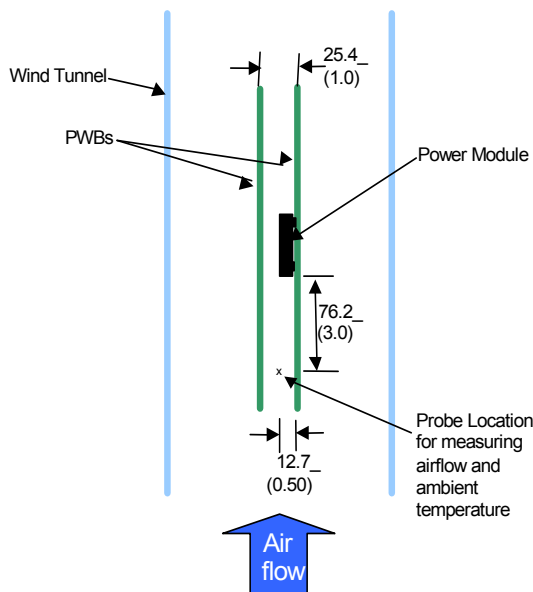 25.4_
(1.0)
Wind Tunnel
PWBs
Power Module
76.2_
(3.0)
x
Probe Location
for measuring
airflow and
ambient
temperature
12.7_
(0.50)
Air
flow